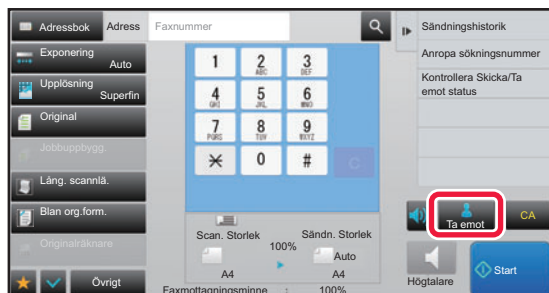 Adressbok
Adress
Faxnummer
Exponering
Auto
Upplösning
Superfin
Original
Jobbuppbygg.
Lång. scannlä.
Blan org.form.
Originalräknare
Övrigt
1
2
ABC
3
DEF
4
GHI
5
JKL
6
MNO
7
PQRS
8
TUV
9
WXYZ
0
#
C
Scan. Storlek
100%
Sändn. Storlek
Auto
A4
A4
Faxmottagningsminne : 100%
Sändningshistorik
Anropa sökningsnummer
Kontrollera Skicka/Ta
emot status
Ta emot
CA
Högtalare
Start